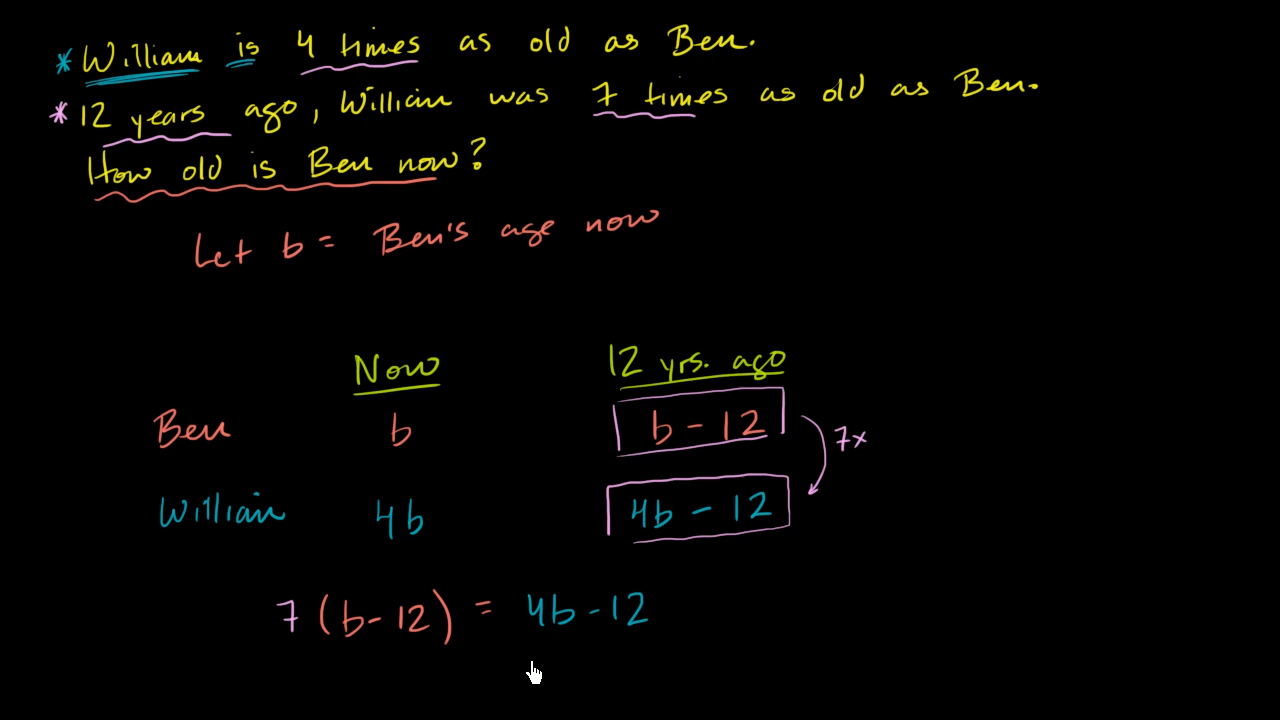 * William is 4 times as old as Ben.
* 12 years ago, William was 7 times as old as Ben.
How old is Ben now?
Let b = Ben's age now
Now 12 yrs. ago
Ben b b - 12 7x
William 4b 4b - 12
7 (b - 12) = 4b - 12